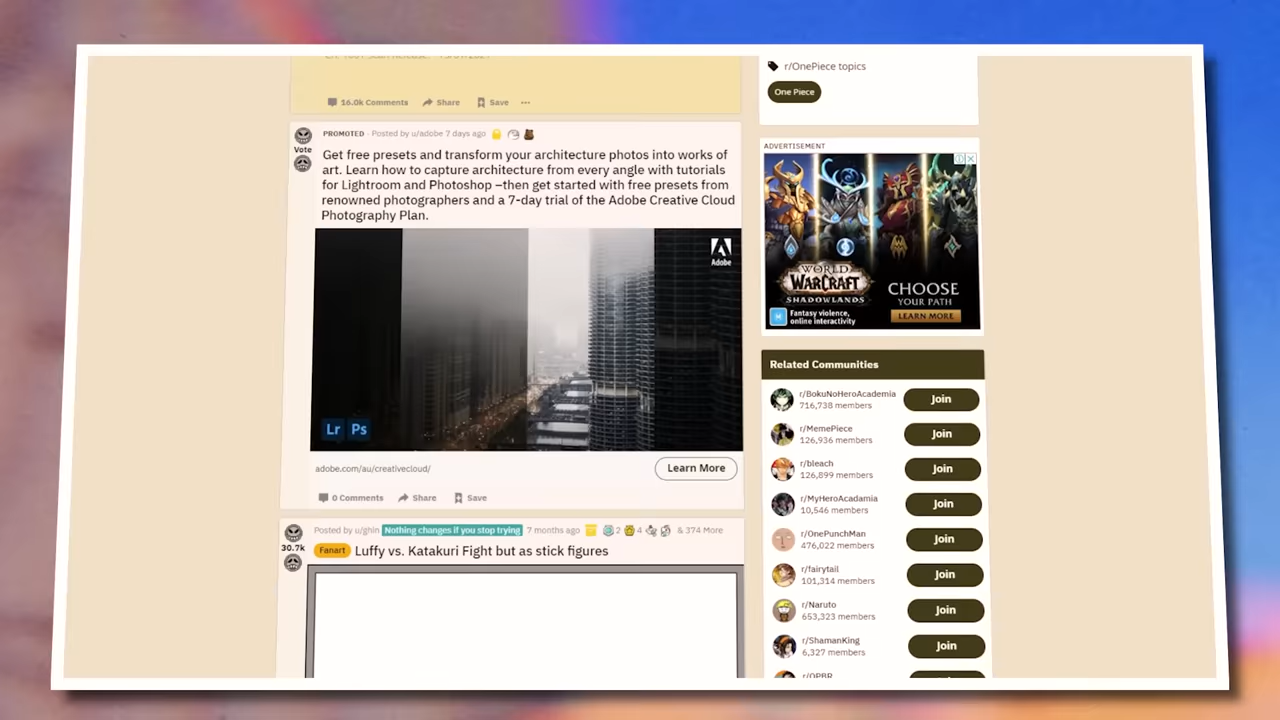 16.0k Comments Share Save
PROMOTED · Posted by u/adobe 7 days ago
Vote
Get free presets and transform your architecture photos into works of
art. Learn how to capture architecture from every angle with tutorials
for Lightroom and Photoshop –then get started with free presets from
renowned photographers and a 7-day trial of the Adobe Creative Cloud
Photography Plan.
Adobe
Lr Ps
adobe.com/au/creativecloud/
Learn More
0 Comments Share Save
Posted by u/ghin Nothing changes if you stop trying 7 months ago 2 4 & 374 More
30.7k
Fanart Luffy vs. Katakuri Fight but as stick figures
r/OnePiece topics
One Piece
ADVERTISEMENT
WORLD
WARCRAFT
SHADOWLANDS
CHOOSE
YOUR PATH
LEARN MORE
Fantasy violence,
online interactivity
Related Communities
r/BokuNoHeroAcademia
716,738 members
Join
r/MemePiece
126,936 members
Join
r/bleach
126,899 members
Join
r/MyHeroAcadamia
10,546 members
Join
r/OnePunchMan
476,022 members
Join
r/fairytail
101,314 members
Join
r/Naruto
653,323 members
Join
r/ShamanKing
6,327 members
Join
r/OPBR